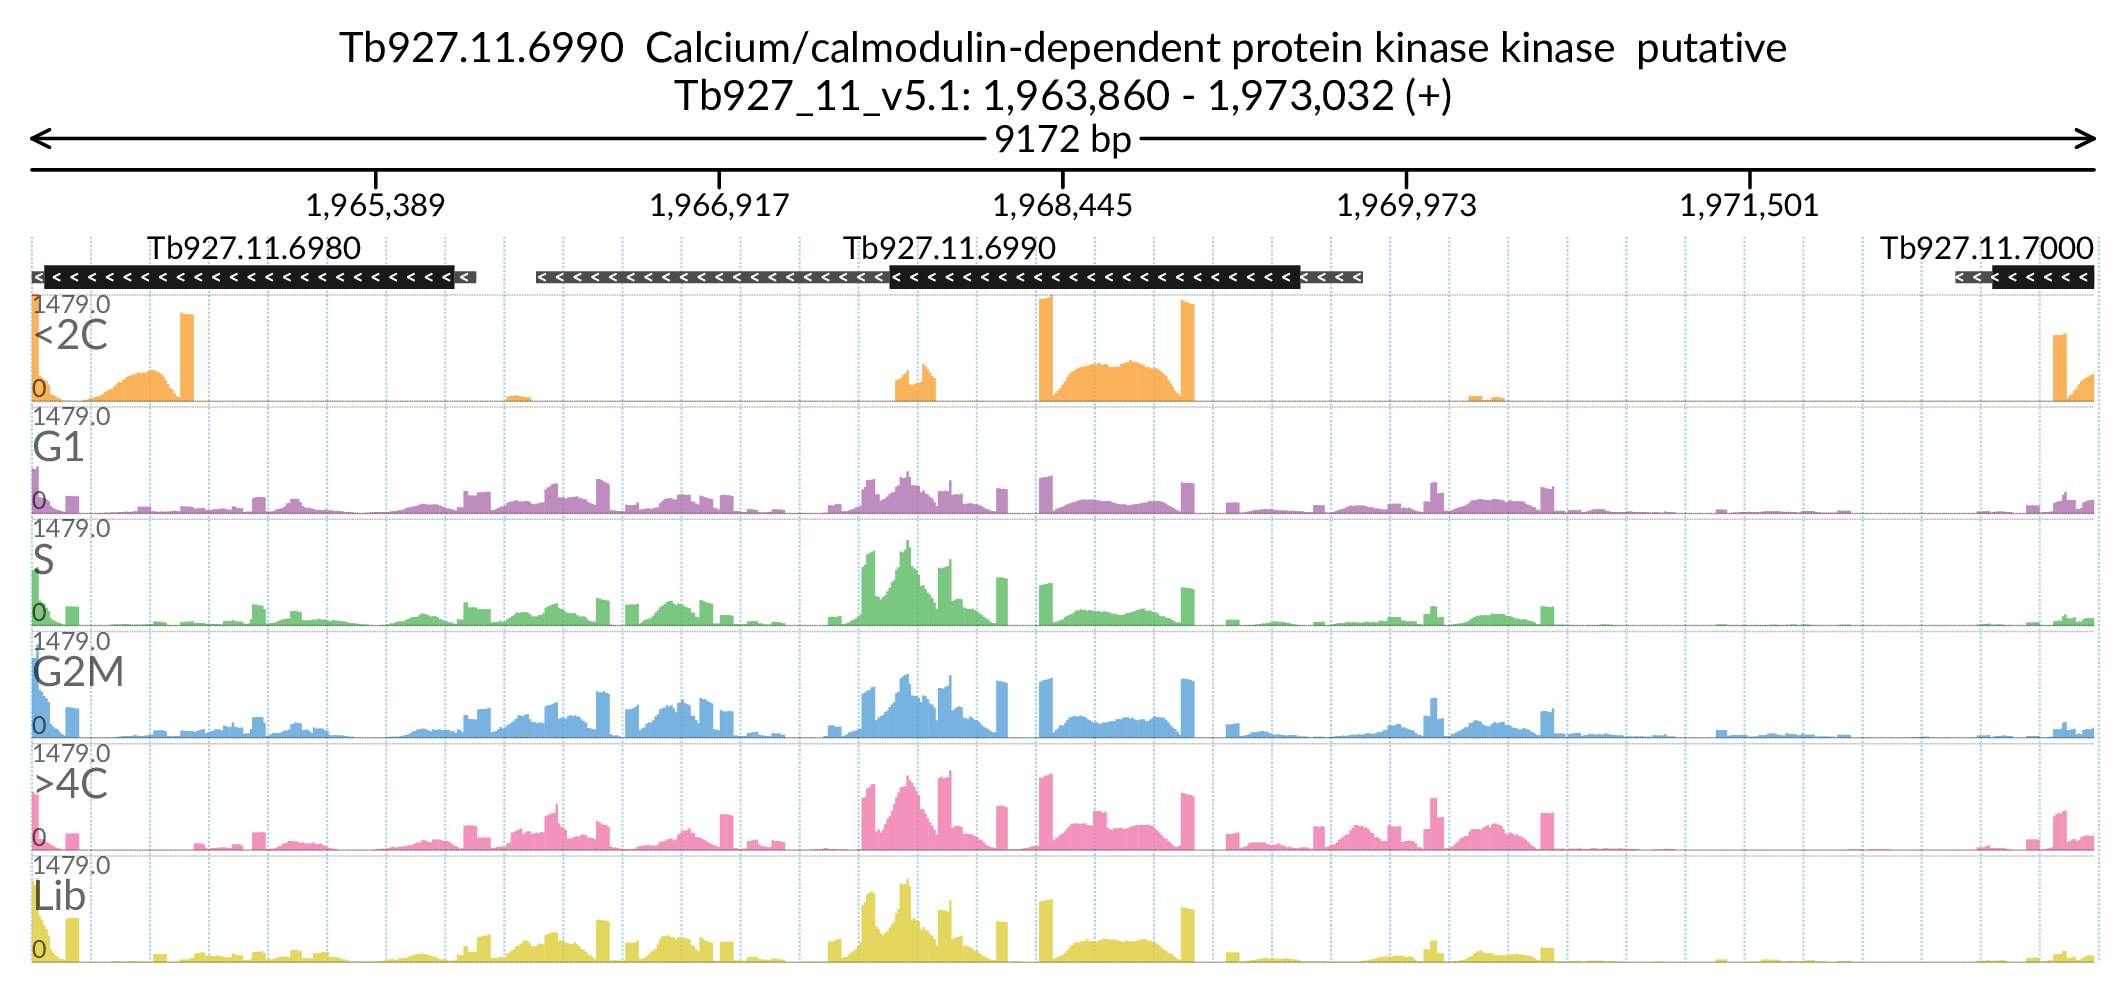 Tb927.11.6990  Calcium/calmodulin-dependent protein kinase kinase  putative
Tb927_11_v5.1: 1,963,860 - 1,973,032 (+)
9172 bp
1,965,389 1,966,917 1,968,445 1,969,973 1,971,501
Tb927.11.6980 Tb927.11.6990 Tb927.11.7000
1479.0
<2C
0
1479.0
G1
0
1479.0
S
0
1479.0
G2M
0
1479.0
>4C
0
1479.0
Lib
0